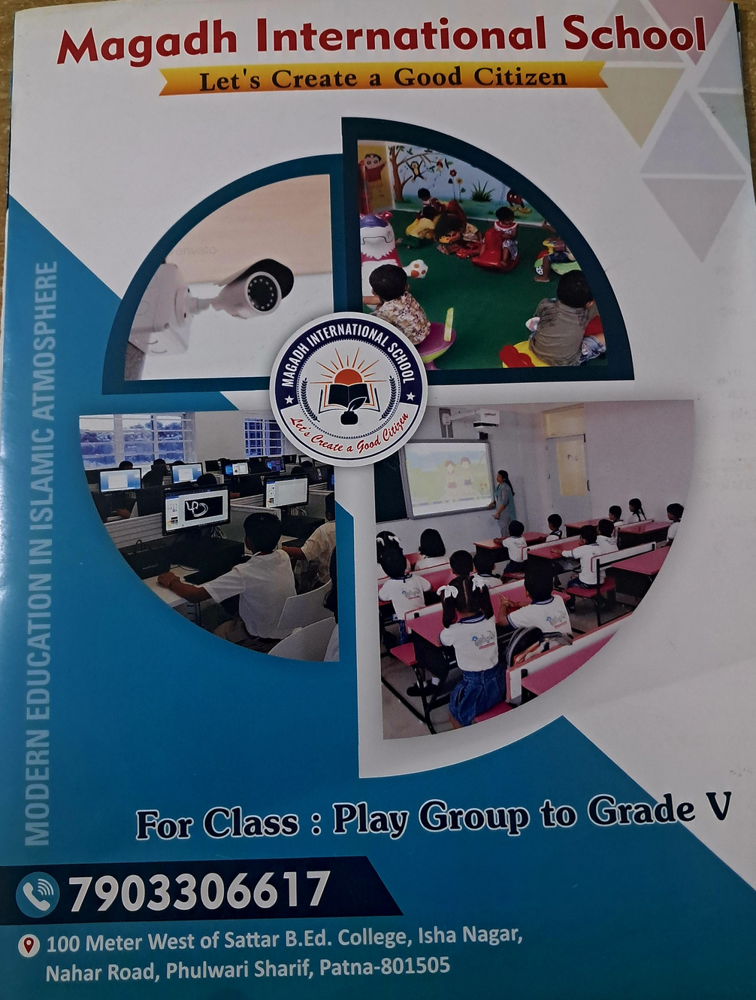 Magadh International School
Let's Create a Good Citizen
MAGADH INTERNATIONAL SCHOOL
Let's Create a Good Citizen
MODERN EDUCATION IN ISLAMIC ATMOSPHERE
For Class : Play Group to Grade V
7903306617
100 Meter West of Sattar B.Ed. College, Isha Nagar,
Nahar Road, Phulwari Sharif, Patna-801505